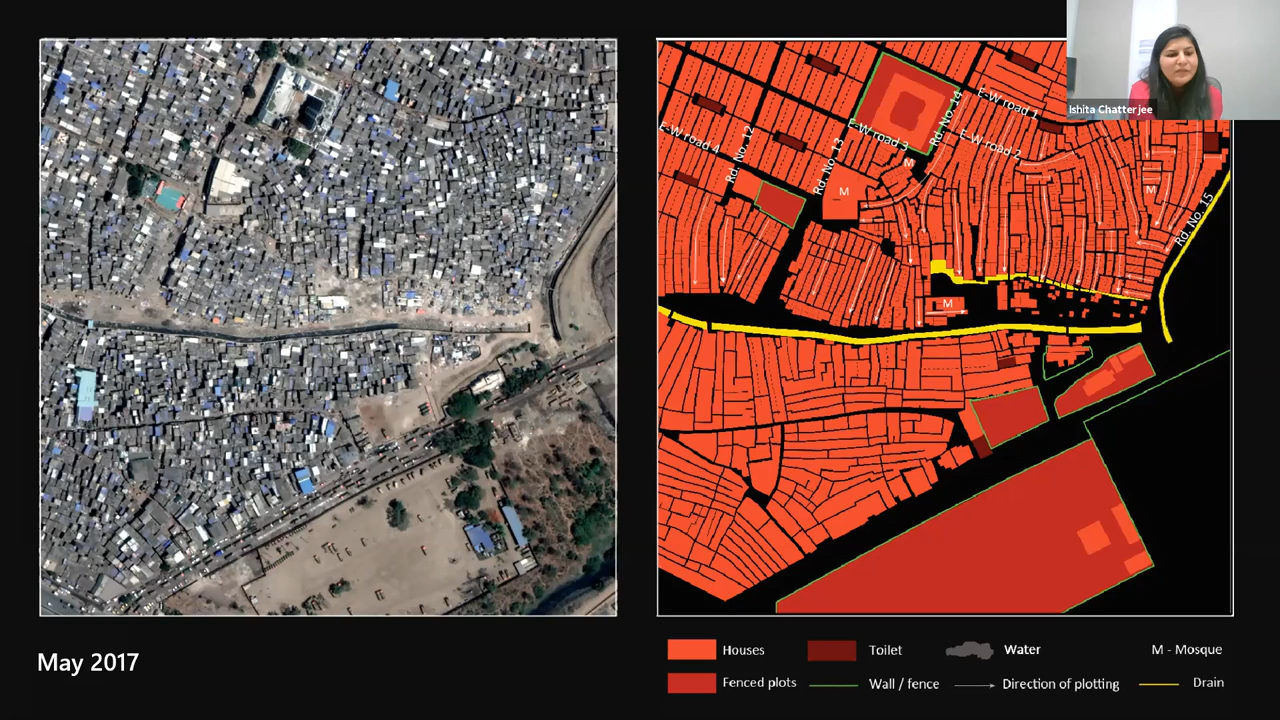 Ishita Chatterjee
E-W road 1
E-W road 2
E-W road 3
E-W road 4
Rd. No. 12
Rd. No. 13
Rd. No. 14
Rd. No. 15
M
M
M
M
May 2017
Houses
Toilet
Water
M - Mosque
Fenced plots
Wall / fence
Direction of plotting
Drain